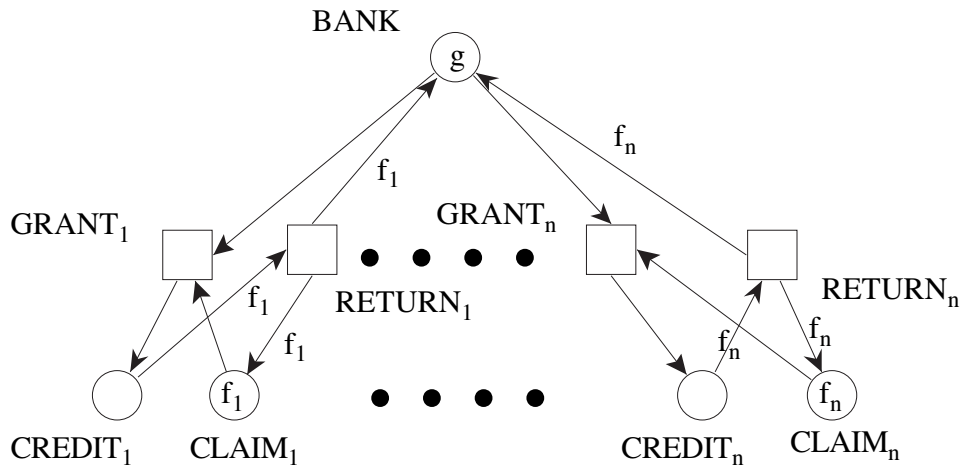 BANK
g
f_n
f_1
GRANT_1
GRANT_n
RETURN_1
RETURN_n
f_1
f_1
f_n
f_n
f_1
f_n
CREDIT_1
CLAIM_1
CREDIT_n
CLAIM_n